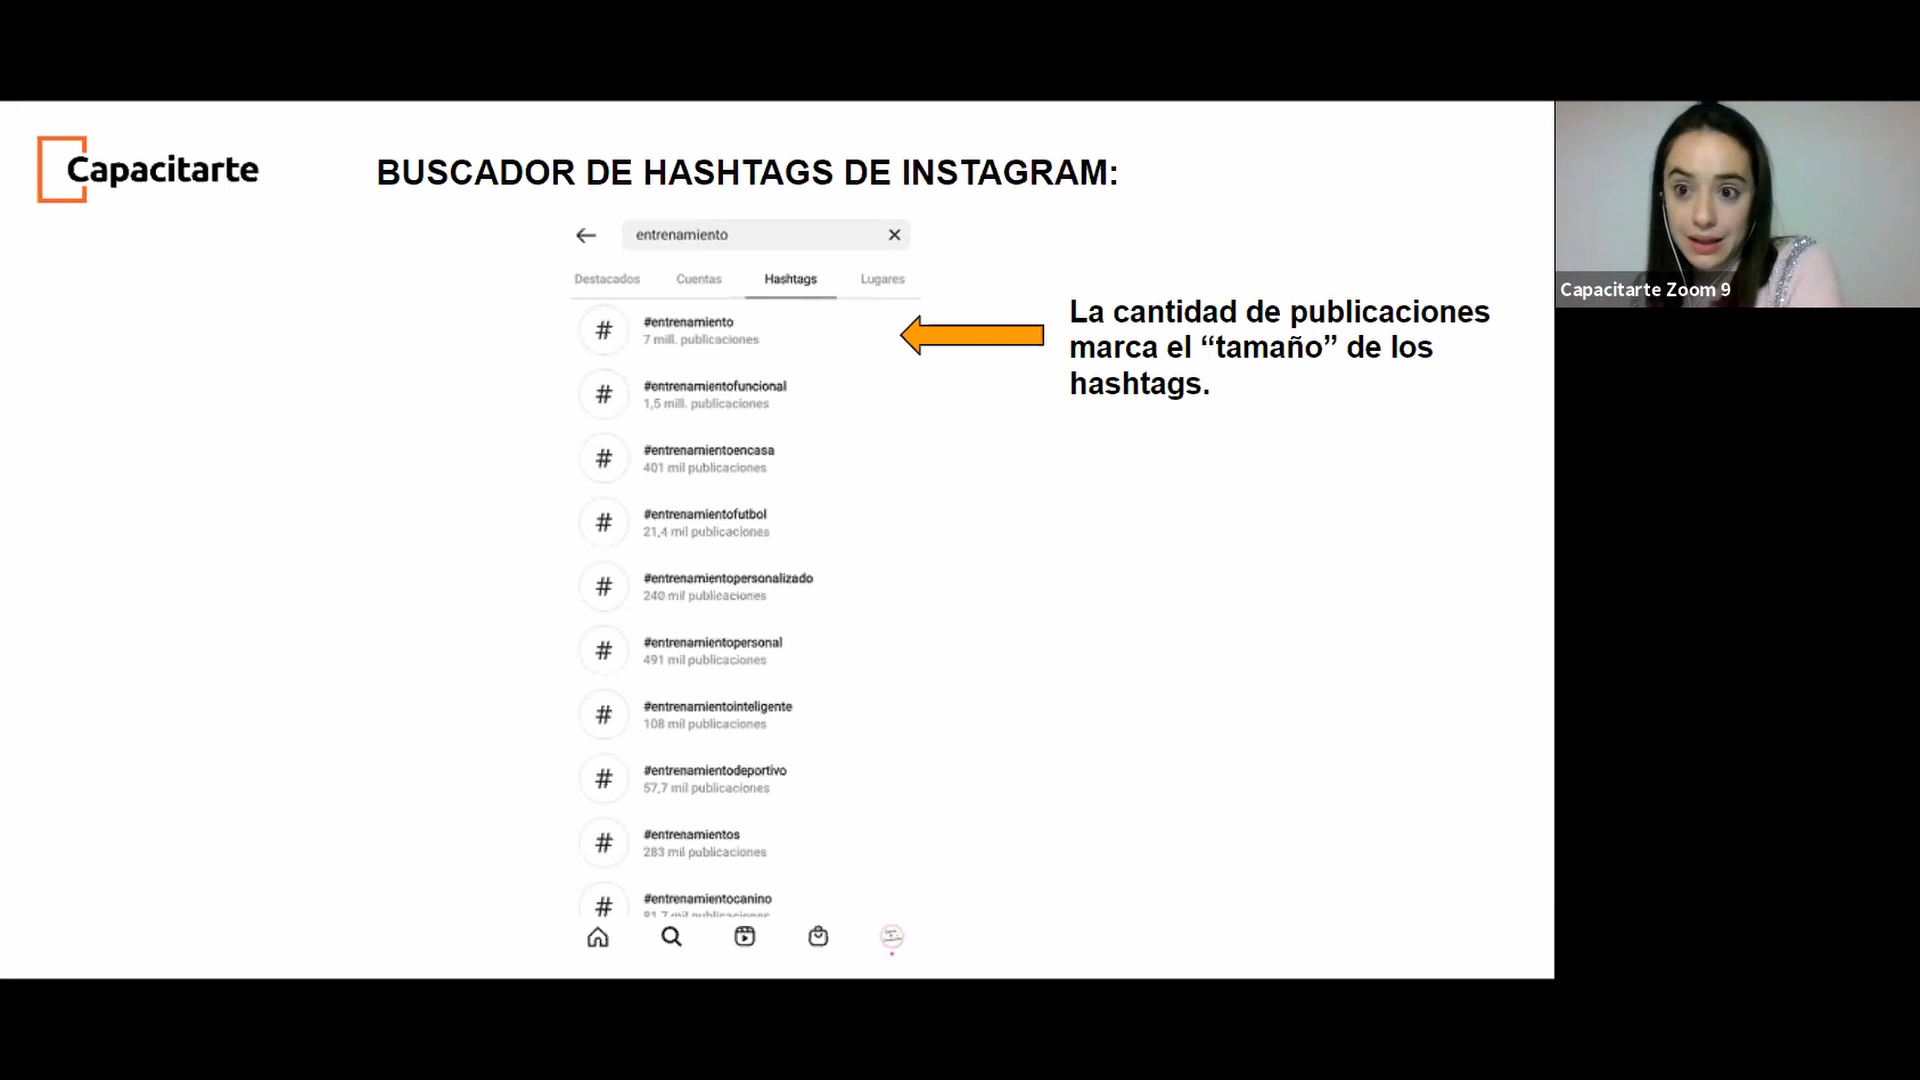 Capacitarte
BUSCADOR DE HASHTAGS DE INSTAGRAM:
entrenamiento
Destacados Cuentas Hashtags Lugares
#entrenamiento
7 mill. publicaciones
#entrenamientofuncional
1,5 mill. publicaciones
#entrenamientoencasa
401 mil publicaciones
#entrenamientofutbol
21,4 mil publicaciones
#entrenamientopersonalizado
240 mil publicaciones
#entrenamientopersonal
491 mil publicaciones
#entrenamientointeligente
108 mil publicaciones
#entrenamientodeportivo
57,7 mil publicaciones
#entrenamientos
283 mil publicaciones
#entrenamientocanino
mil publicaciones
La cantidad de publicaciones
marca el “tamaño” de los
hashtags.
Capacitarte Zoom 9